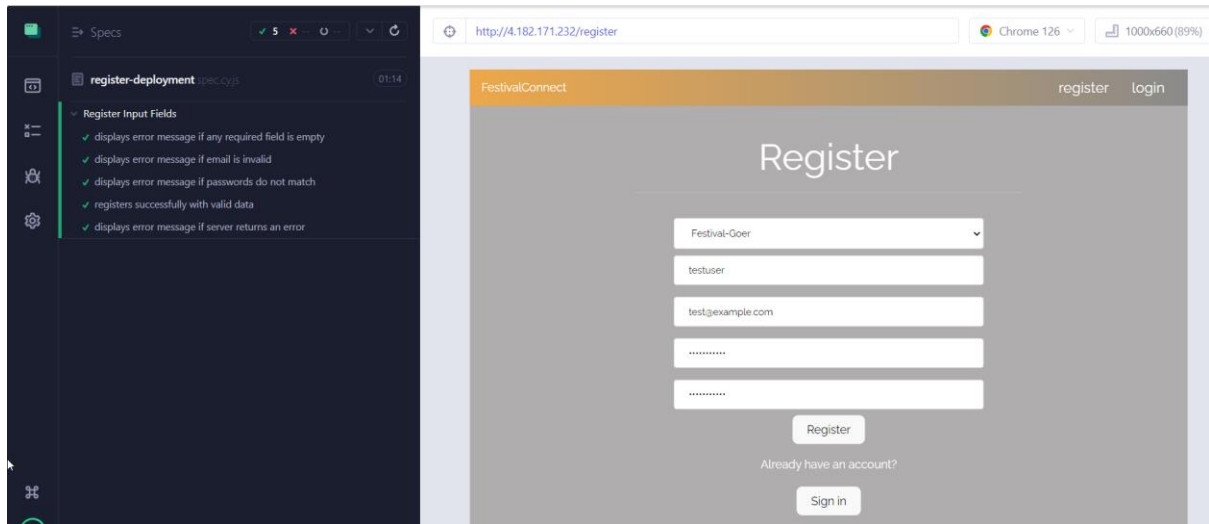 Specs
5 -- --
register-deployment spec.cy.js 01:14
Register Input Fields
displays error message if any required field is empty
displays error message if email is invalid
displays error message if passwords do not match
registers successfully with valid data
displays error message if server returns an error
http://4.182.171.232/register
Chrome 126
1000x660 (89%)
FestivalConnect
register login
Register
Festival-Goer
testuser
test@example.com
Register
Already have an account?
Sign in